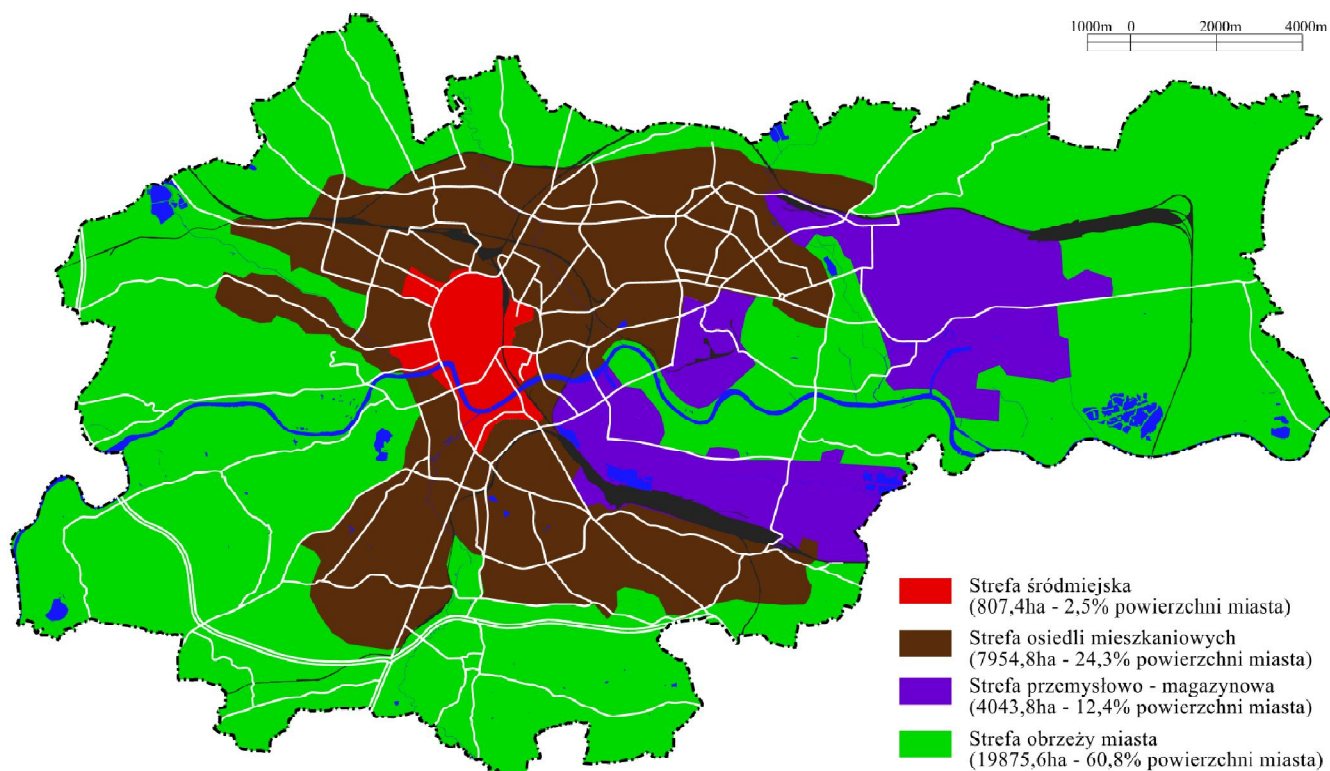 1000m 0 2000m 4000m
Strefa śródmiejska
(807,4ha - 2,5% powierzchni miasta)
Strefa osiedli mieszkaniowych
(7954,8ha - 24,3% powierzchni miasta)
Strefa przemysłowo - magazynowa
(4043,8ha - 12,4% powierzchni miasta)
Strefa obrzeży miasta
(19875,6ha - 60,8% powierzchni miasta)